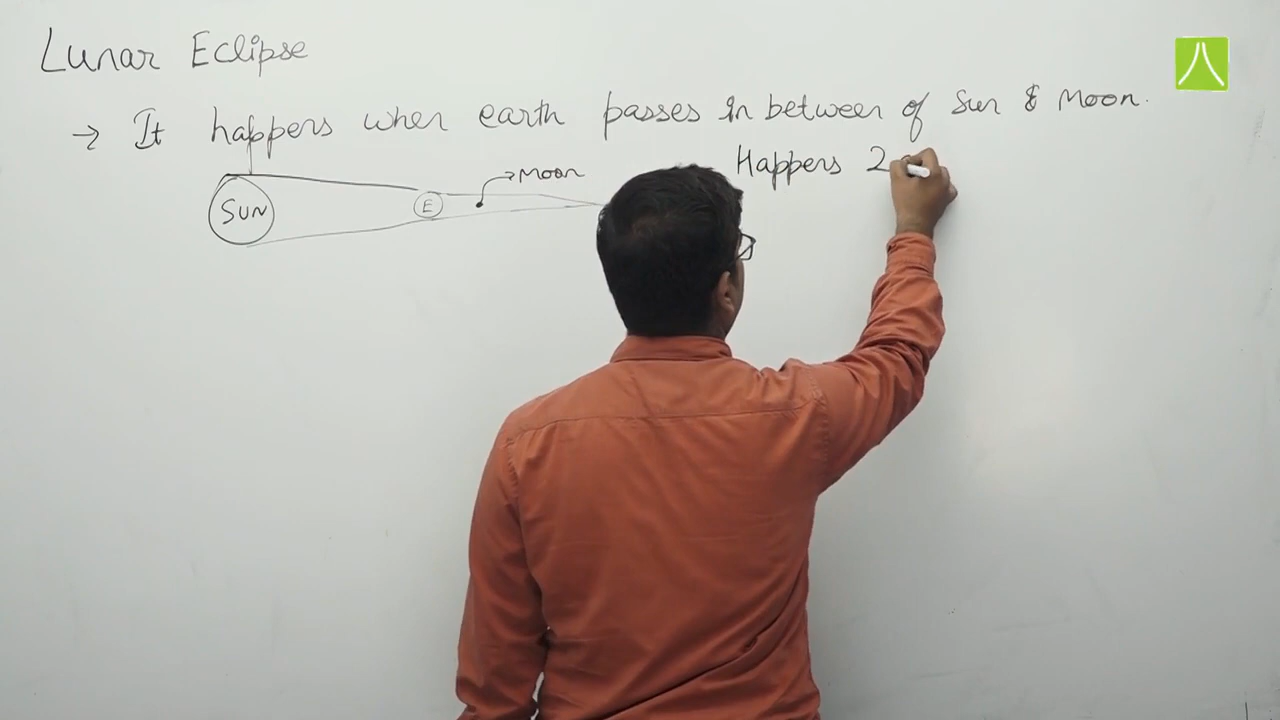 Lunar Eclipse
→ It happens when earth passes in between of Sun & Moon.
Happens 2
Moon
SUN
E